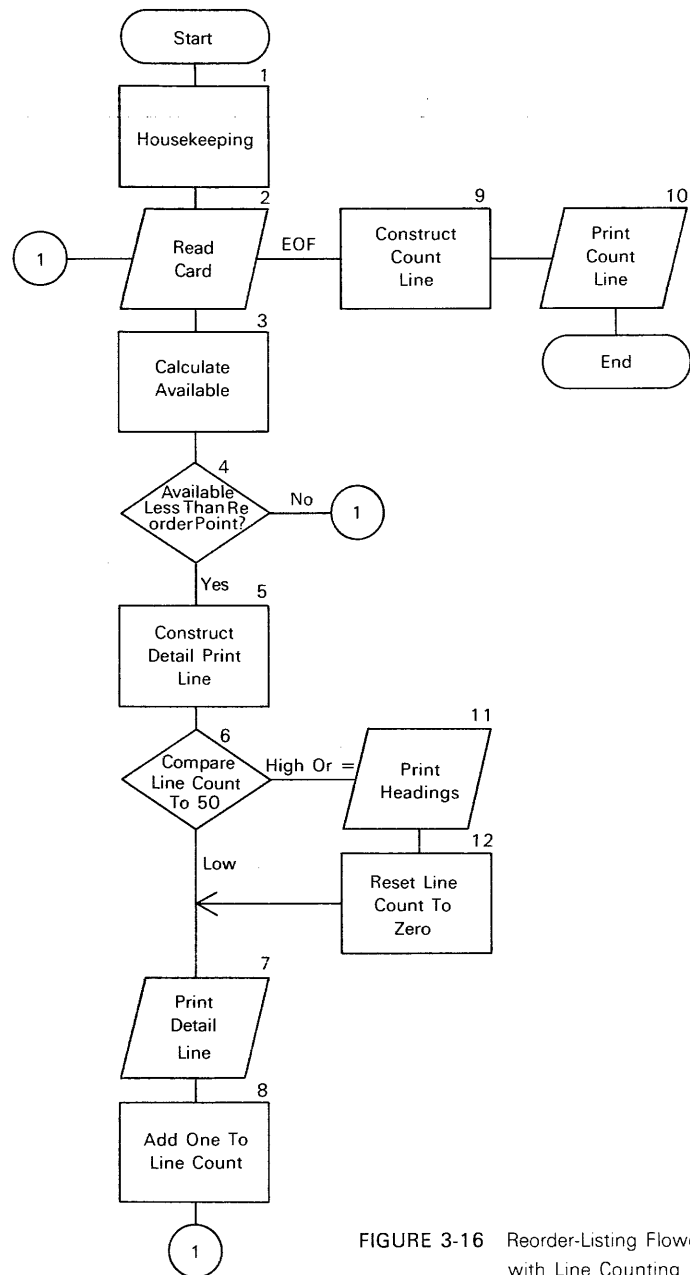 Start
1
Housekeeping
2
Read
Card
1
EOF
9
Construct
Count
Line
10
Print
Count
Line
End
3
Calculate
Available
4
Available
Less Than Re
order Point?
No
1
Yes
5
Construct
Detail Print
Line
6
Compare
Line Count
To 50
High Or =
11
Print
Headings
12
Reset Line
Count To
Zero
Low
7
Print
Detail
Line
8
Add One To
Line Count
1
FIGURE 3-16 Reorder-Listing Flowc
with Line Counting